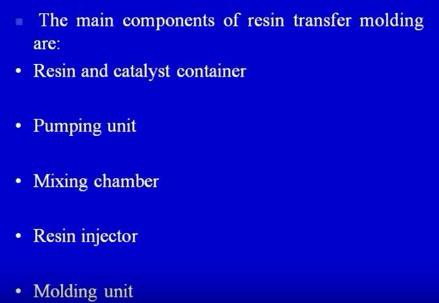 The main components of resin transfer molding
are:
• Resin and catalyst container
• Pumping unit
• Mixing chamber
• Resin injector
• Molding unit